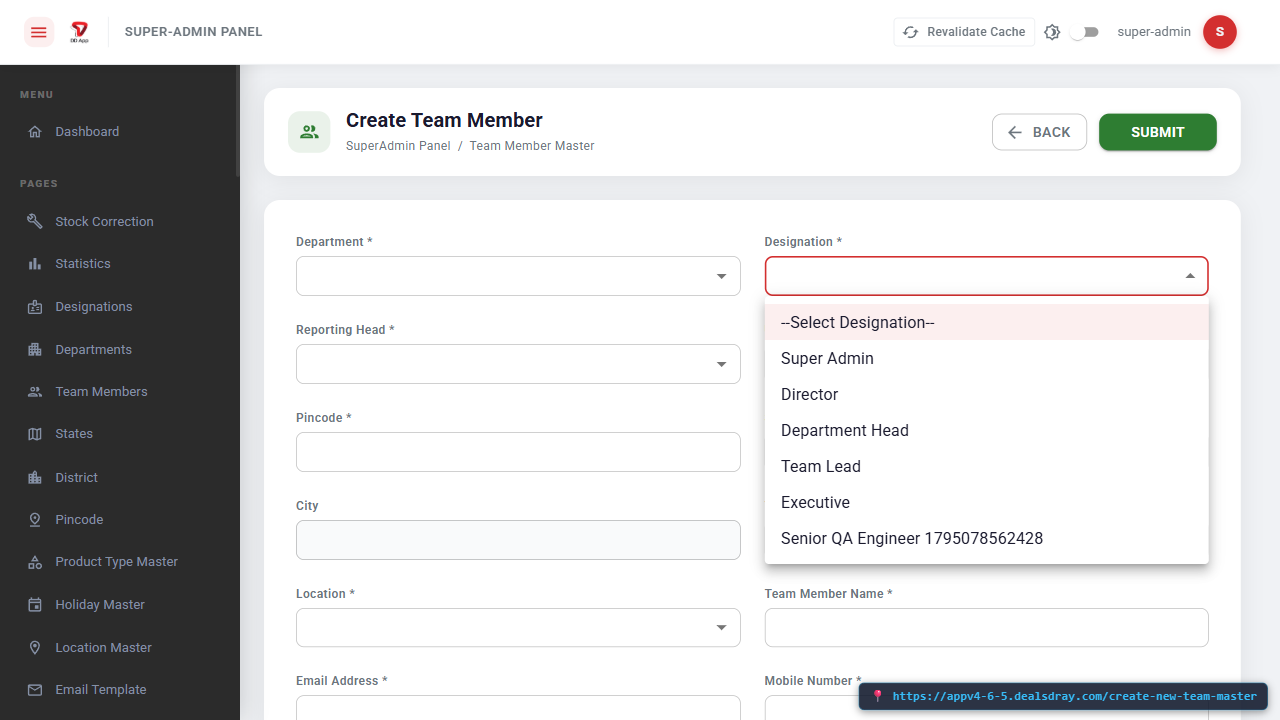 DD-App
SUPER-ADMIN PANEL
Revalidate Cache
super-admin
S
MENU
Dashboard
PAGES
Stock Correction
Statistics
Designations
Departments
Team Members
States
District
Pincode
Product Type Master
Holiday Master
Location Master
Email Template
Create Team Member
SuperAdmin Panel / Team Member Master
BACK
SUBMIT
Department *
Designation *
--Select Designation--
Super Admin
Director
Department Head
Team Lead
Executive
Senior QA Engineer 1795078562428
Reporting Head *
Pincode *
City
Location *
Team Member Name *
Email Address *
Mobile Number *
https://appv4-6-5.dealsdray.com/create-new-team-master